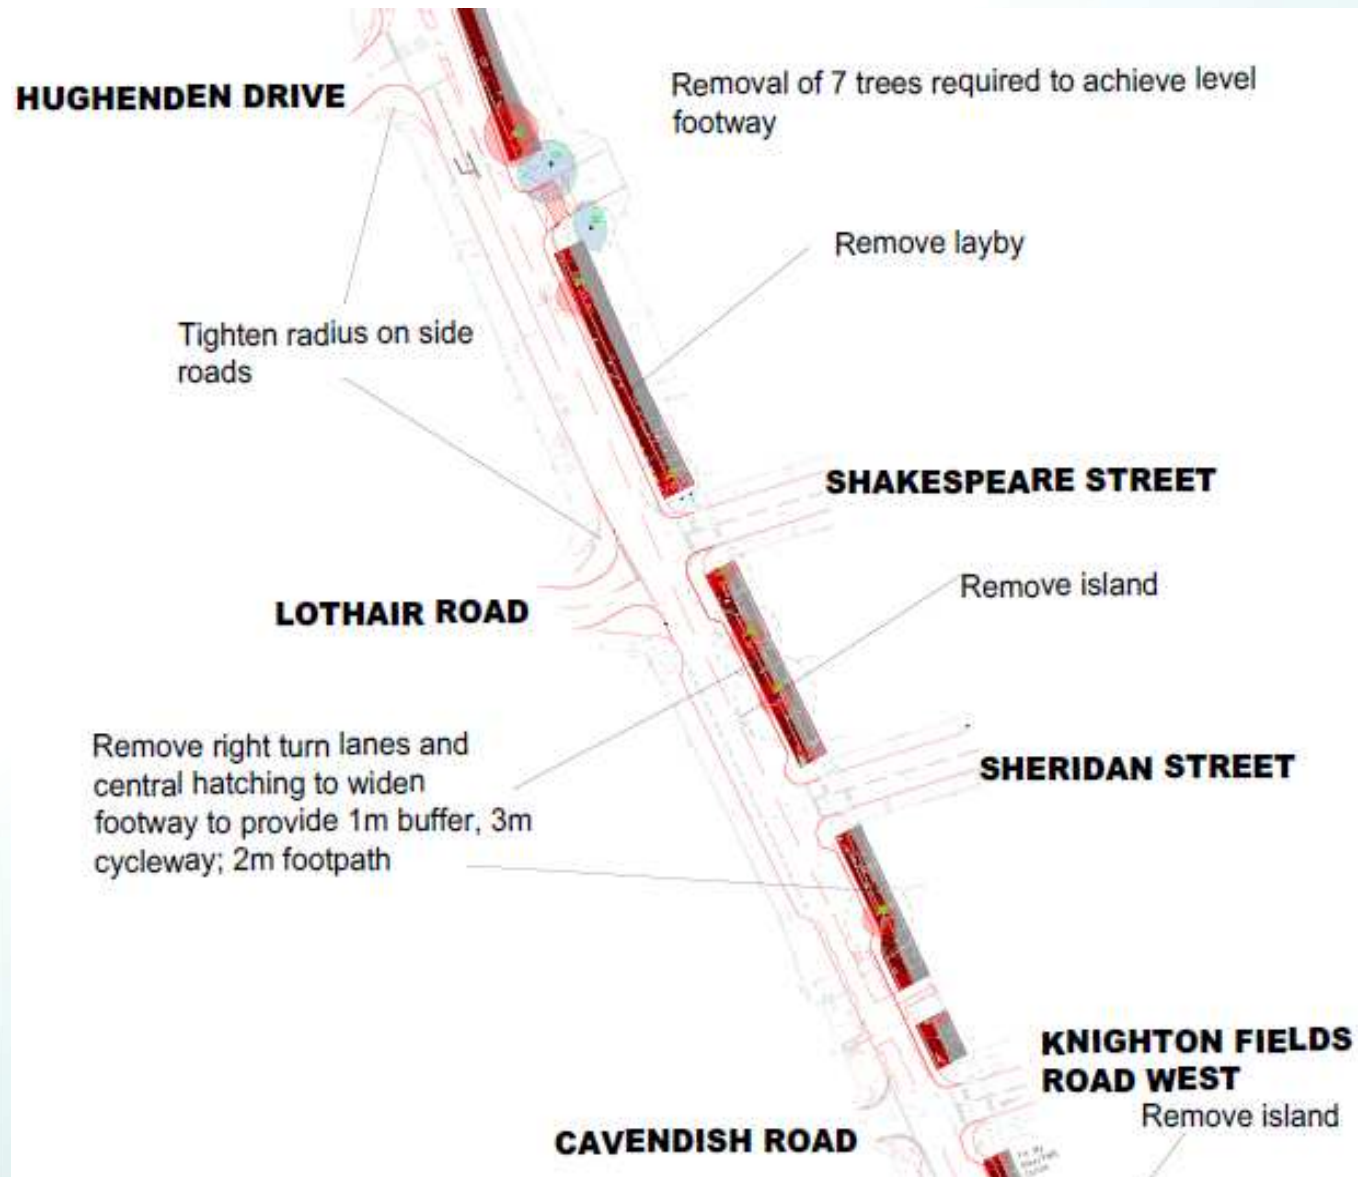 HUGHENDEN DRIVE
Removal of 7 trees required to achieve level
footway
Remove layby
Tighten radius on side
roads
SHAKESPEARE STREET
Remove island
LOTHAIR ROAD
Remove right turn lanes and
central hatching to widen
footway to provide 1m buffer, 3m
cycleway; 2m footpath
SHERIDAN STREET
KNIGHTON FIELDS
ROAD WEST
Remove island
CAVENDISH ROAD